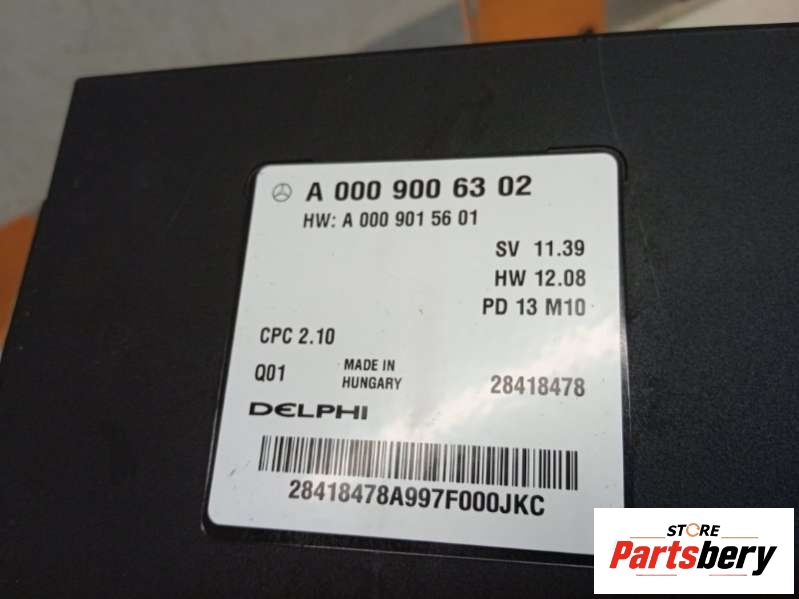 A 000 900 63 02
HW: A 000 901 56 01
SV 11.39
HW 12.08
PD 13 M10
CPC 2.10
Q01
MADE IN
HUNGARY
28418478
DELPHI
28418478A997F000JKC
STORE
Partsbery